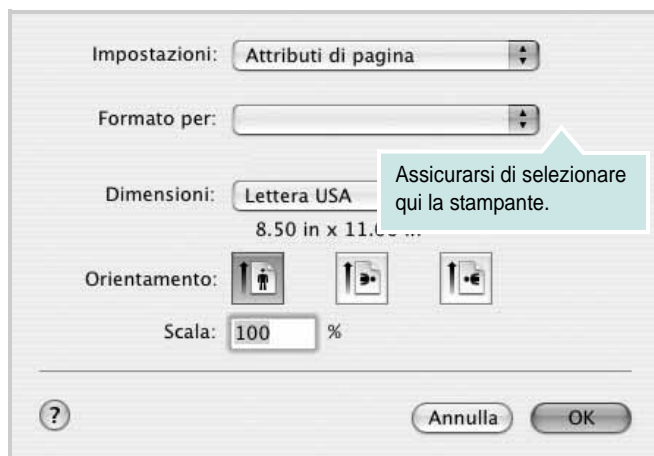 Impostazioni: Attributi di pagina
Formato per:
Assicurarsi di selezionare
qui la stampante.
Dimensioni: Lettera USA
8.50 in x 11.
Orientamento:
Scala: 100 %
? Annulla OK